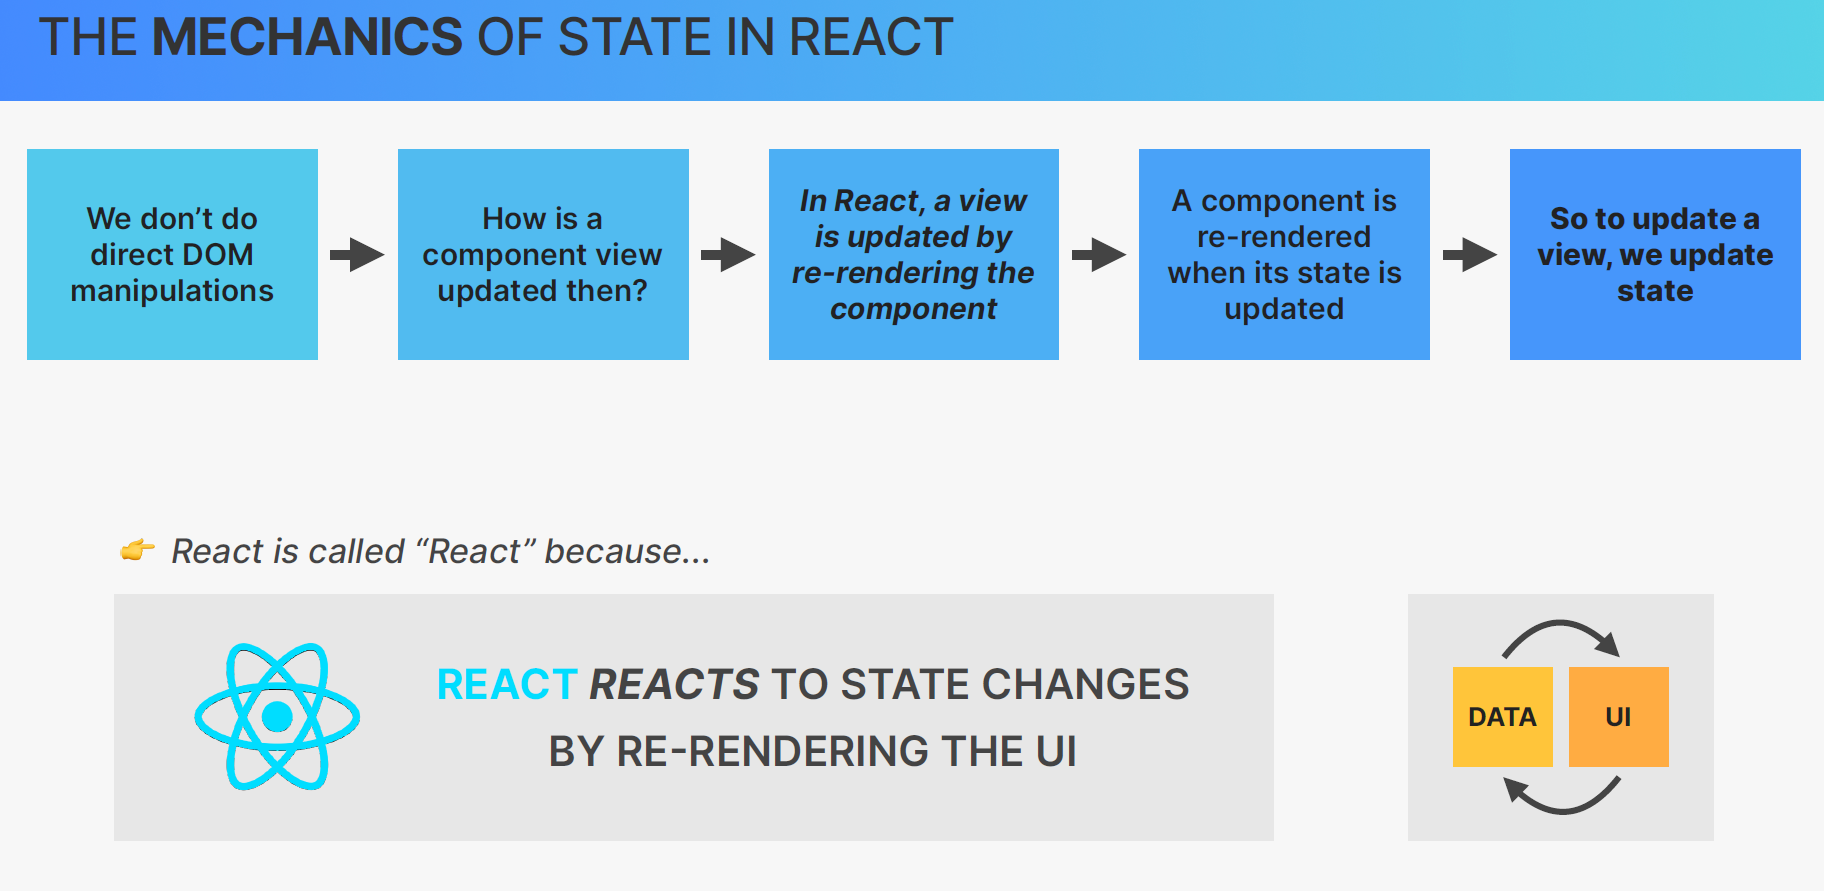 THE MECHANICS OF STATE IN REACT
We don’t do
direct DOM
manipulations
How is a
component view
updated then?
In React, a view
is updated by
re-rendering the
component
A component is
re-rendered
when its state is
updated
So to update a
view, we update
state
React is called “React” because…
REACT REACTS TO STATE CHANGES
BY RE-RENDERING THE UI
DATA
UI